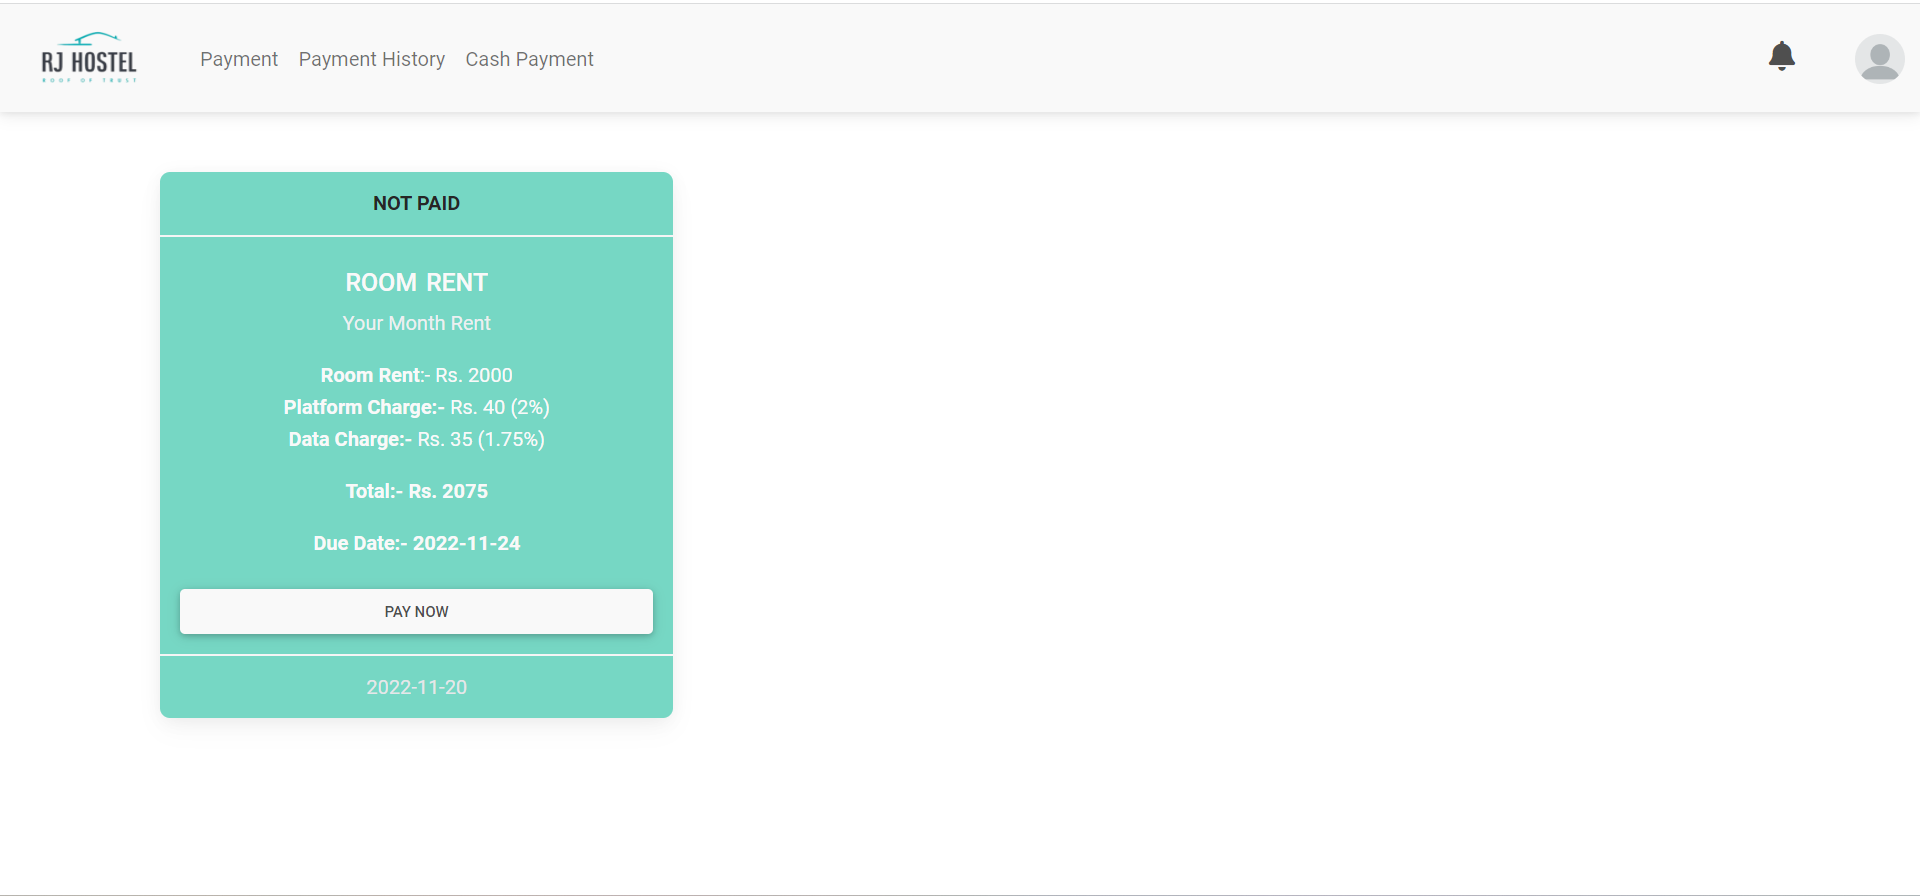 RJ HOSTEL
ROOF OF TRUST
Payment Payment History Cash Payment
NOT PAID
ROOM RENT
Your Month Rent
Room Rent:- Rs. 2000
Platform Charge:- Rs. 40 (2%)
Data Charge:- Rs. 35 (1.75%)
Total:- Rs. 2075
Due Date:- 2022-11-24
PAY NOW
2022-11-20